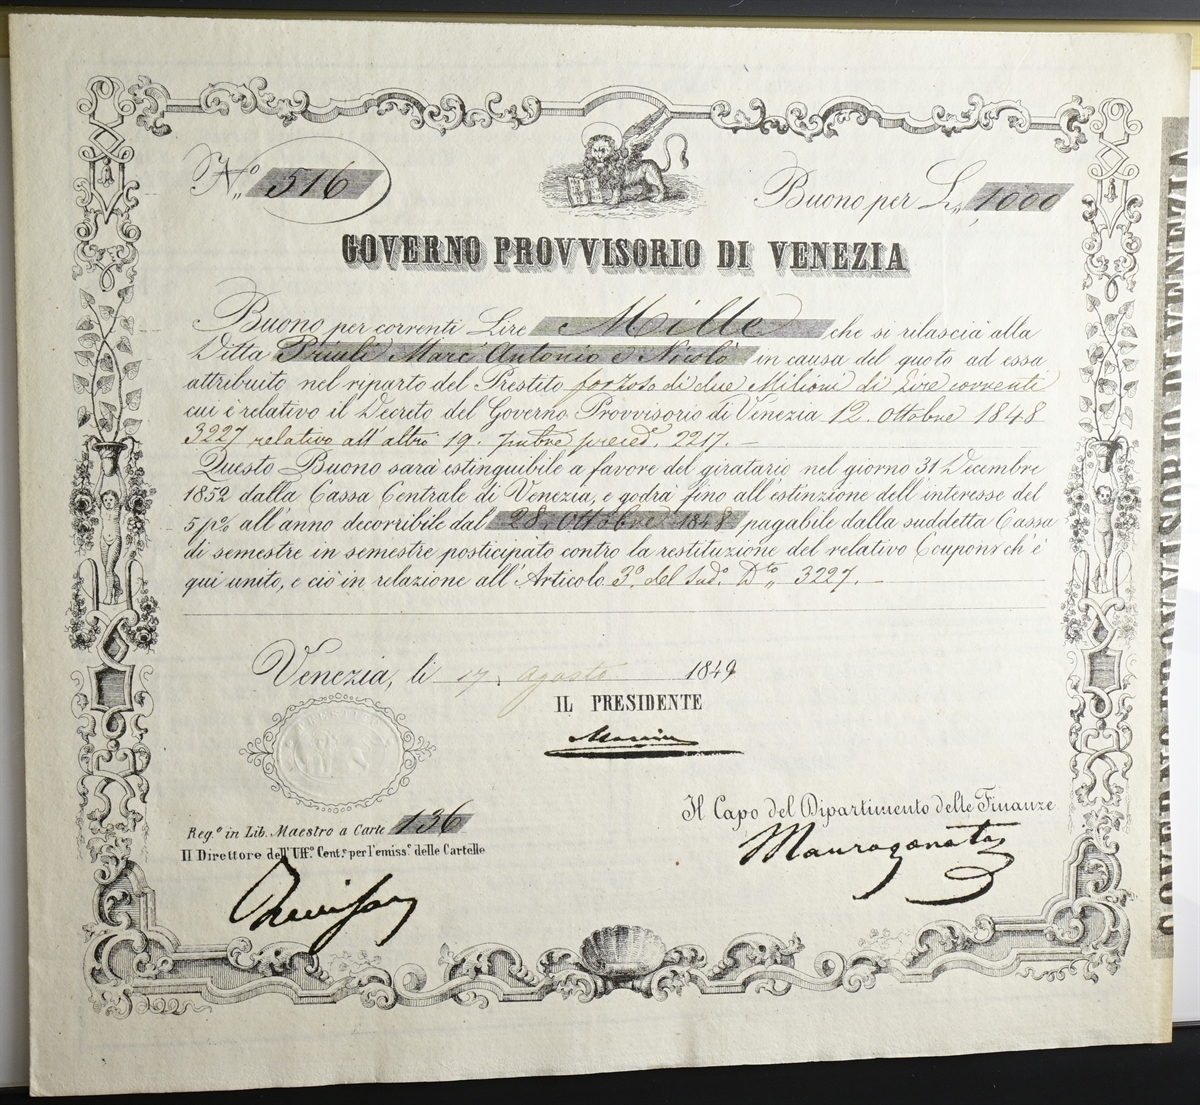 N.o 516
Buono per L. 1000
GOVERNO PROVVISORIO DI VENEZIA
Buono per correnti Lire Mille che si rilascia alla
Ditta Priuli Marc'Antonio e Nicolò in causa del quoto ad essa
attribuito nel riparto del Prestito forzoso di due Milioni di Lire correnti
cui è relativo il Decreto del Governo Provvisorio di Venezia 12. Ottobre 1848
3227 relativo all'altro 19. 7mbre preced. 2217. —
Questo Buono sarà estinguibile a favore del giratario nel giorno 31 Decembre
1852 dalla Cassa Centrale di Venezia, e godrà fino all'estinzione dell'interesse del
5 p% all'anno decorribile dal 28. Ottobre 1848 pagabile dalla suddetta Cassa
di semestre in semestre posticipato contro la restituzione del relativo Coupons ch'è
qui unito, e ciò in relazione all'Articolo 3.o del sud.o D.to 3227. —
Venezia, li 17. Agosto 1849
IL PRESIDENTE
Manin
Il Capo del Dipartimento delle Finanze
Maurogonato
Reg.o in Lib. Maestro a Carte 136
Il Direttore dell'Uff.o Cent.e per l'emiss.e delle Cartelle
GOVERNO PROVVISORIO DI VENEZIA